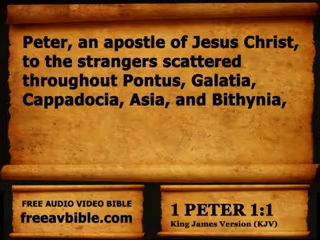 Peter, an apostle of Jesus Christ,
to the strangers scattered
throughout Pontus, Galatia,
Cappadocia, Asia, and Bithynia,
FREE AUDIO VIDEO BIBLE
freeavbible.com
1 PETER 1:1
King James Version (KJV)